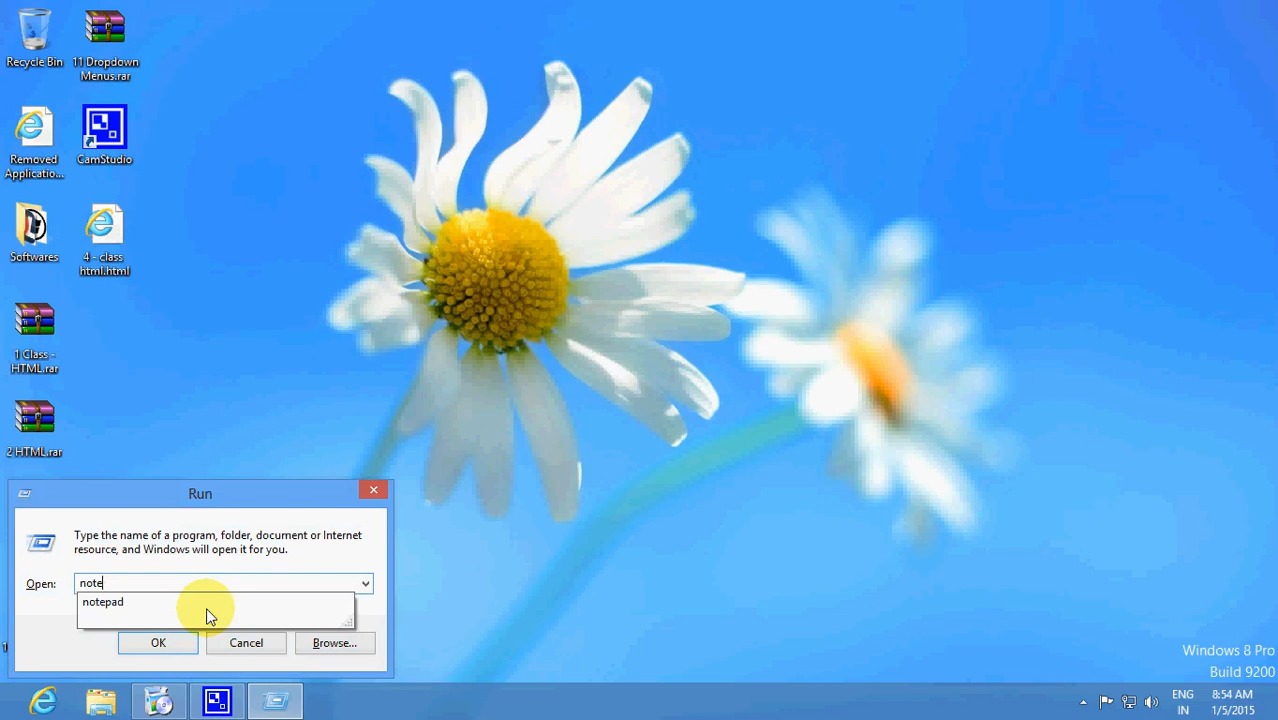 Recycle Bin
11 Dropdown
Menus.rar
Removed
Applicatio...
CamStudio
Softwares
4 - class
html.html
1 Class -
HTML.rar
2 HTML.rar
Run
Type the name of a program, folder, document or Internet
resource, and Windows will open it for you.
Open:
note
notepad
OK
Cancel
Browse...
Windows 8 Pro
Build 9200
ENG
IN
8:54 AM
1/5/2015